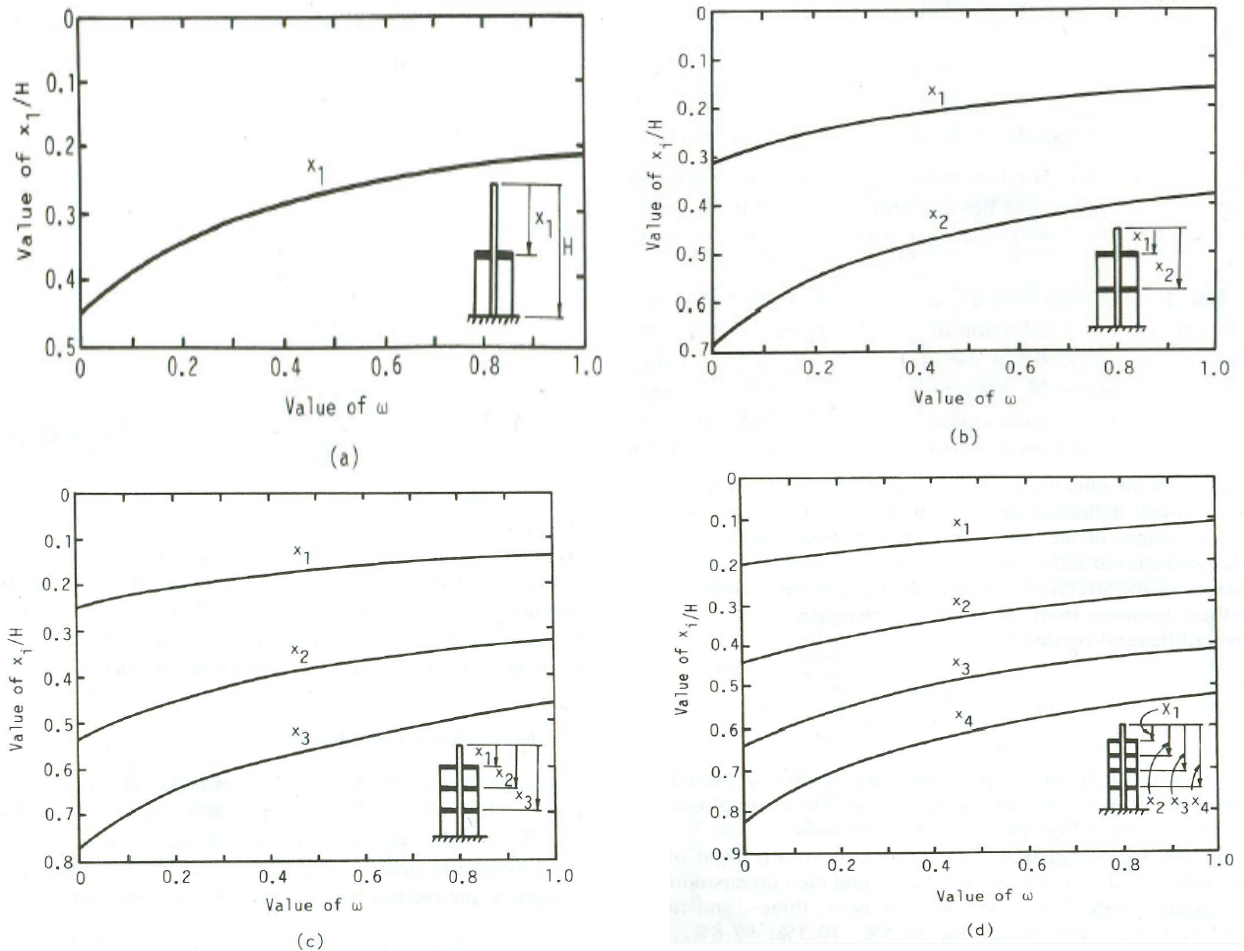 0
0.1
0.2
0.3
0.4
0.5
Value of x₁/H
x₁
x₁
H
0
0.2
0.4
0.6
0.8
1.0
Value of ω
(a)
0
0.1
0.2
0.3
0.4
0.5
0.6
0.7
Value of xᵢ/H
x₁
x₂
x₁
x₂
0
0.2
0.4
0.6
0.8
1.0
Value of ω
(b)
0
0.1
0.2
0.3
0.4
0.5
0.6
0.7
0.8
Value of xᵢ/H
x₁
x₂
x₃
x₁
x₂
x₃
0
0.2
0.4
0.6
0.8
1.0
Value of ω
(c)
0
0.1
0.2
0.3
0.4
0.5
0.6
0.7
0.8
0.9
Value of xᵢ/H
x₁
x₂
x₃
x₄
x₁
x₂ x₃ x₄
0
0.2
0.4
0.6
0.8
1.0
Value of ω
(d)